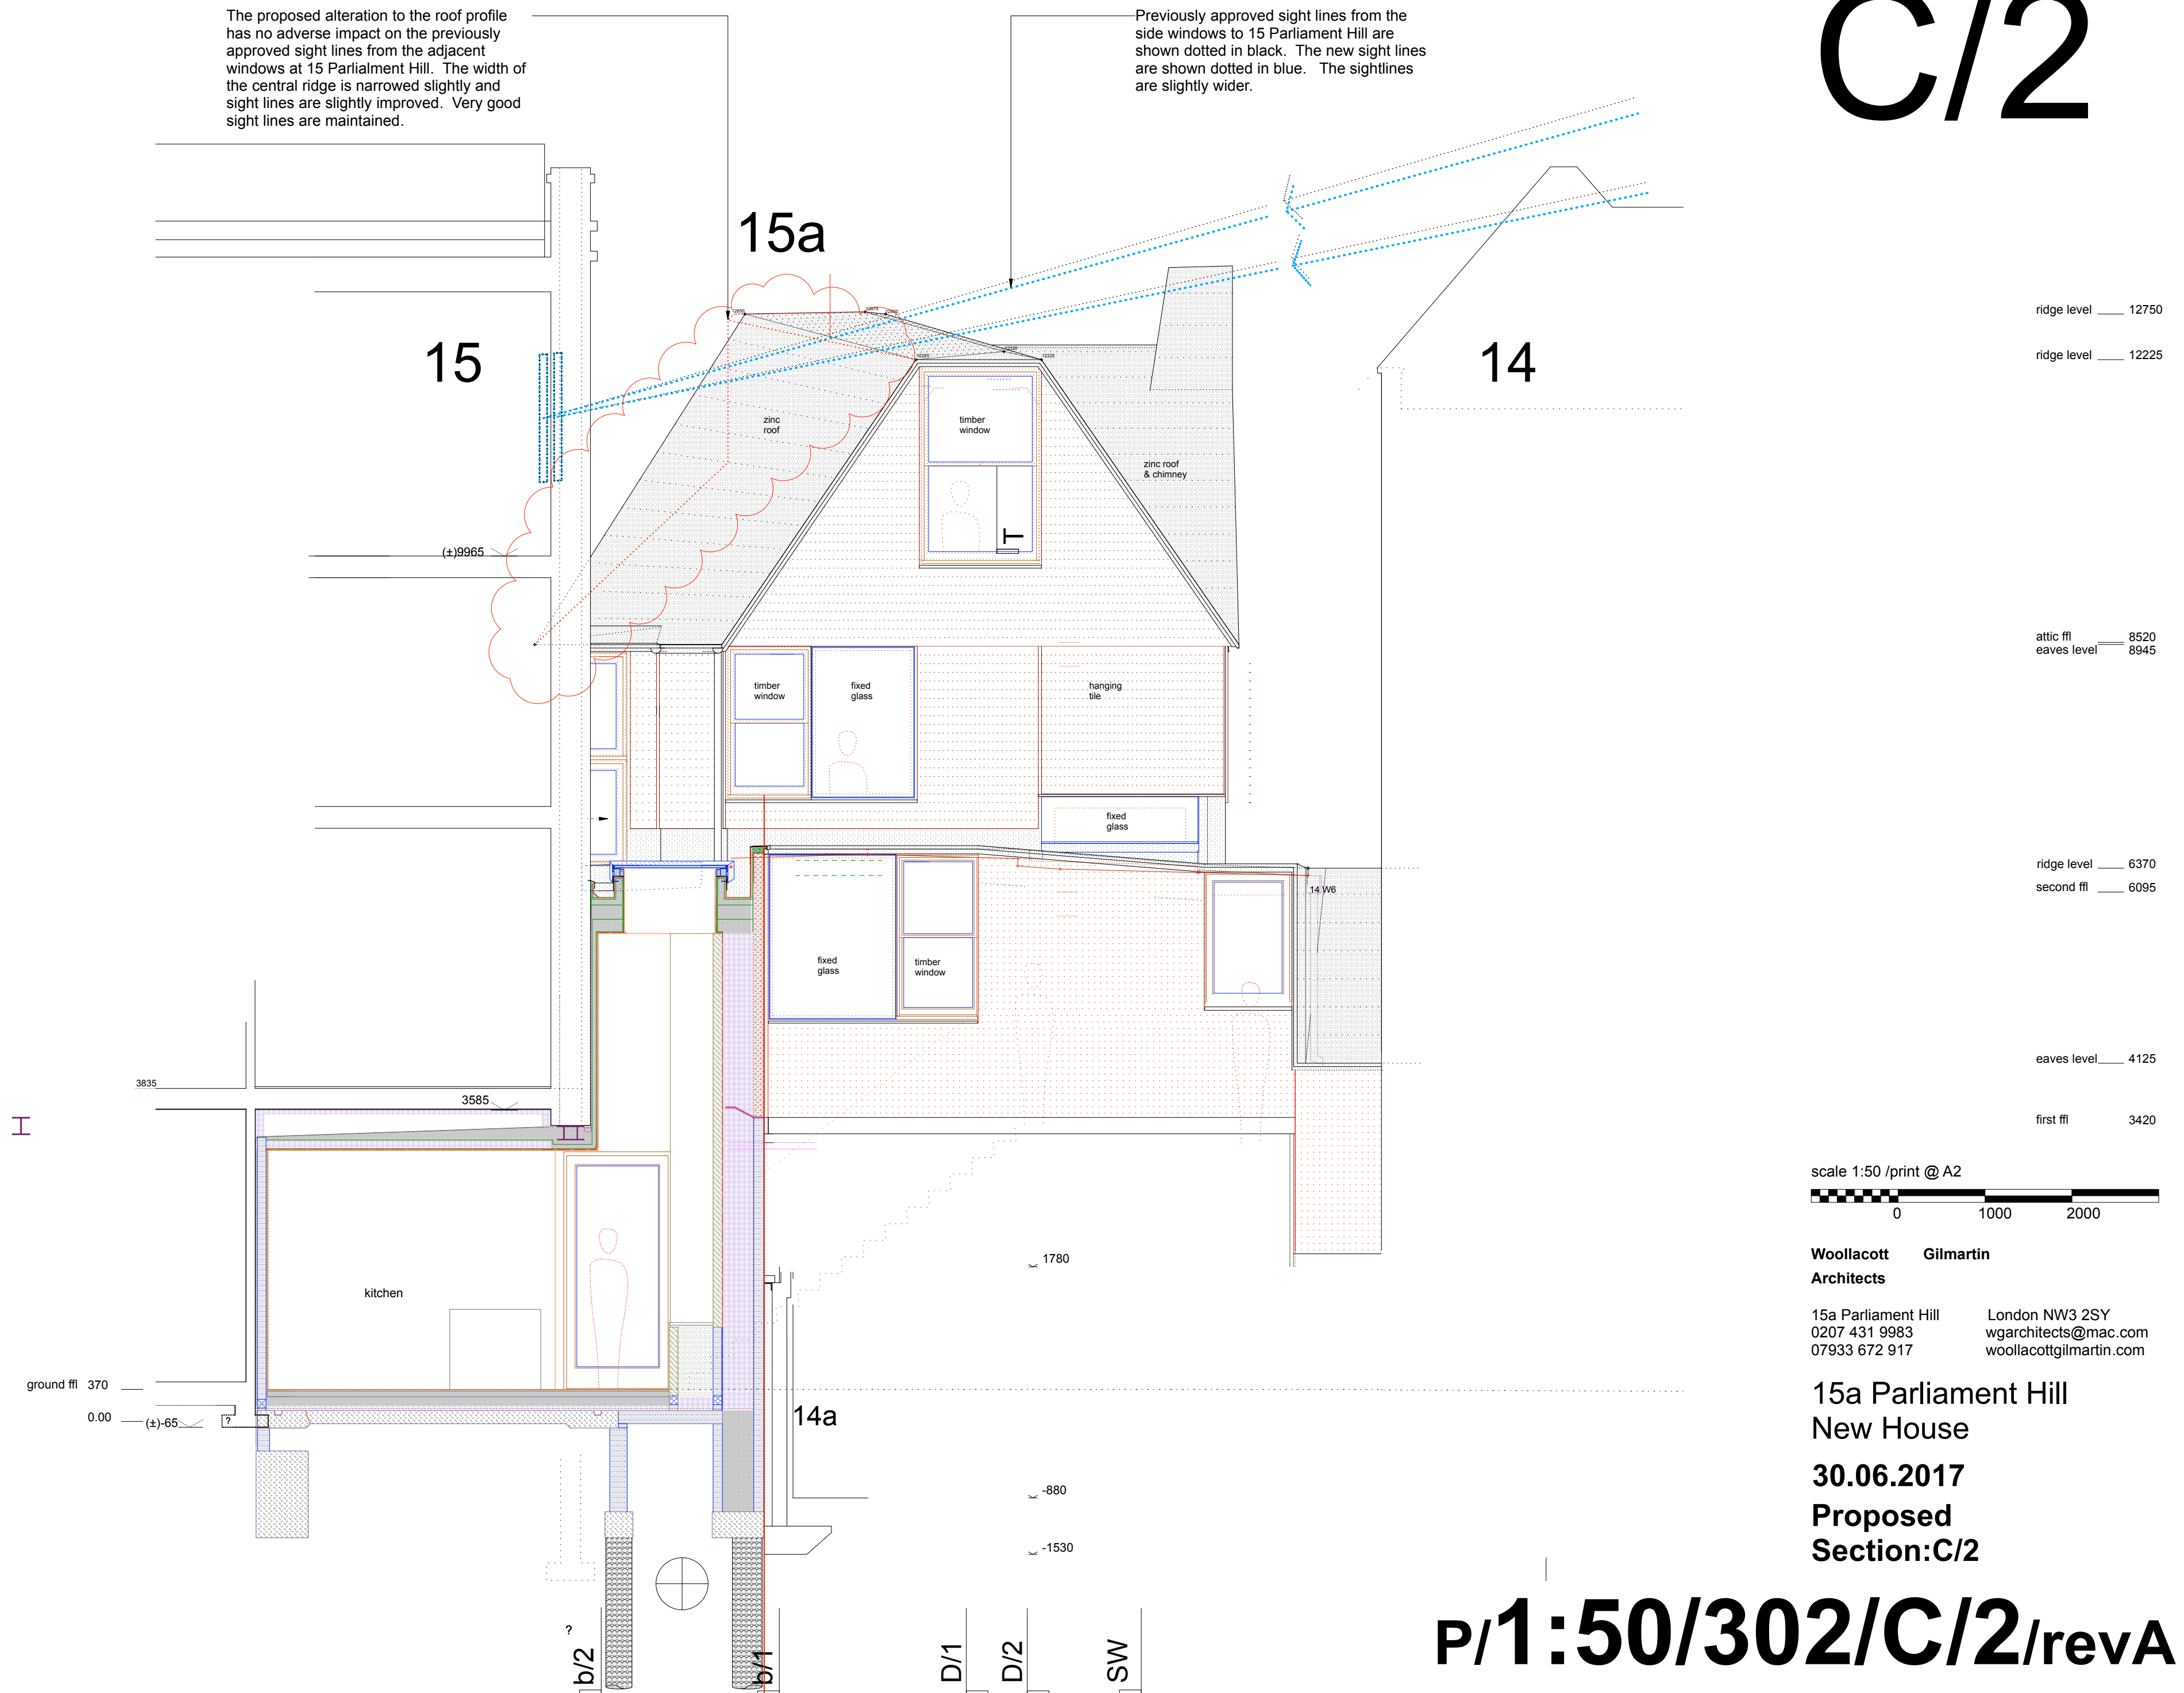 The proposed alteration to the roof profile
has no adverse impact on the previously
approved sight lines from the adjacent
windows at 15 Parlialment Hill. The width of
the central ridge is narrowed slightly and
sight lines are slightly improved. Very good
sight lines are maintained.
Previously approved sight lines from the
side windows to 15 Parliament Hill are
shown dotted in black. The new sight lines
are shown dotted in blue. The sightlines
are slightly wider.
C/2
15a
15
14
ridge level 12750
ridge level 12225
12225
zinc
roof
timber
window
zinc roof
& chimney
T
(±)9965
attic ffl 8520
eaves level 8945
timber
window
fixed
glass
hanging
tile
fixed
glass
ridge level 6370
second ffl 6095
14 W6
fixed
glass
timber
window
eaves level 4125
3835
3585
first ffl 3420
scale 1:50 /print @ A2
0 1000 2000
Woollacott Gilmartin
Architects
15a Parliament Hill London NW3 2SY
0207 431 9983 wgarchitects@mac.com
07933 672 917 woollacottgilmartin.com
1780
kitchen
ground ffl 370
0.00
(±)-65
?
14a
15a Parliament Hill
New House
30.06.2017
Proposed
Section:C/2
-880
-1530
?
b/2
b/1
D/1
D/2
SW
P/1:50/302/C/2/revA